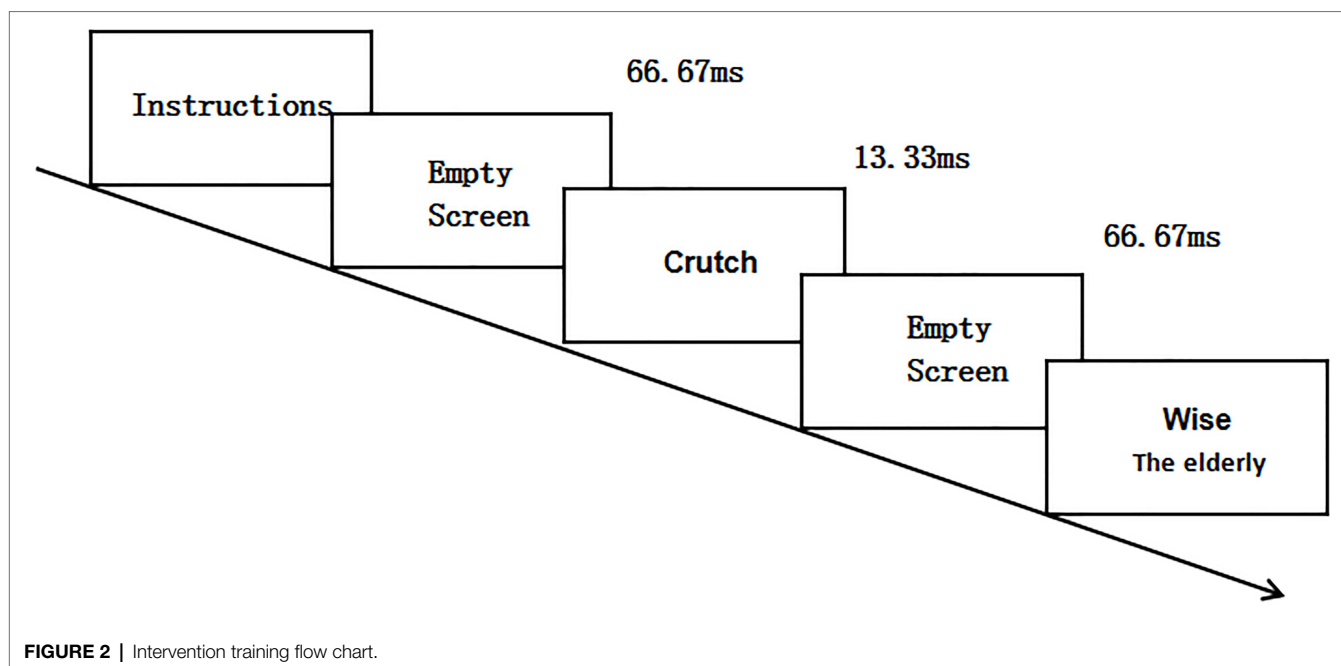 Instructions
66.67ms
Empty
Screen
13.33ms
Crutch
66.67ms
Empty
Screen
Wise
The elderly
FIGURE 2 | Intervention training flow chart.